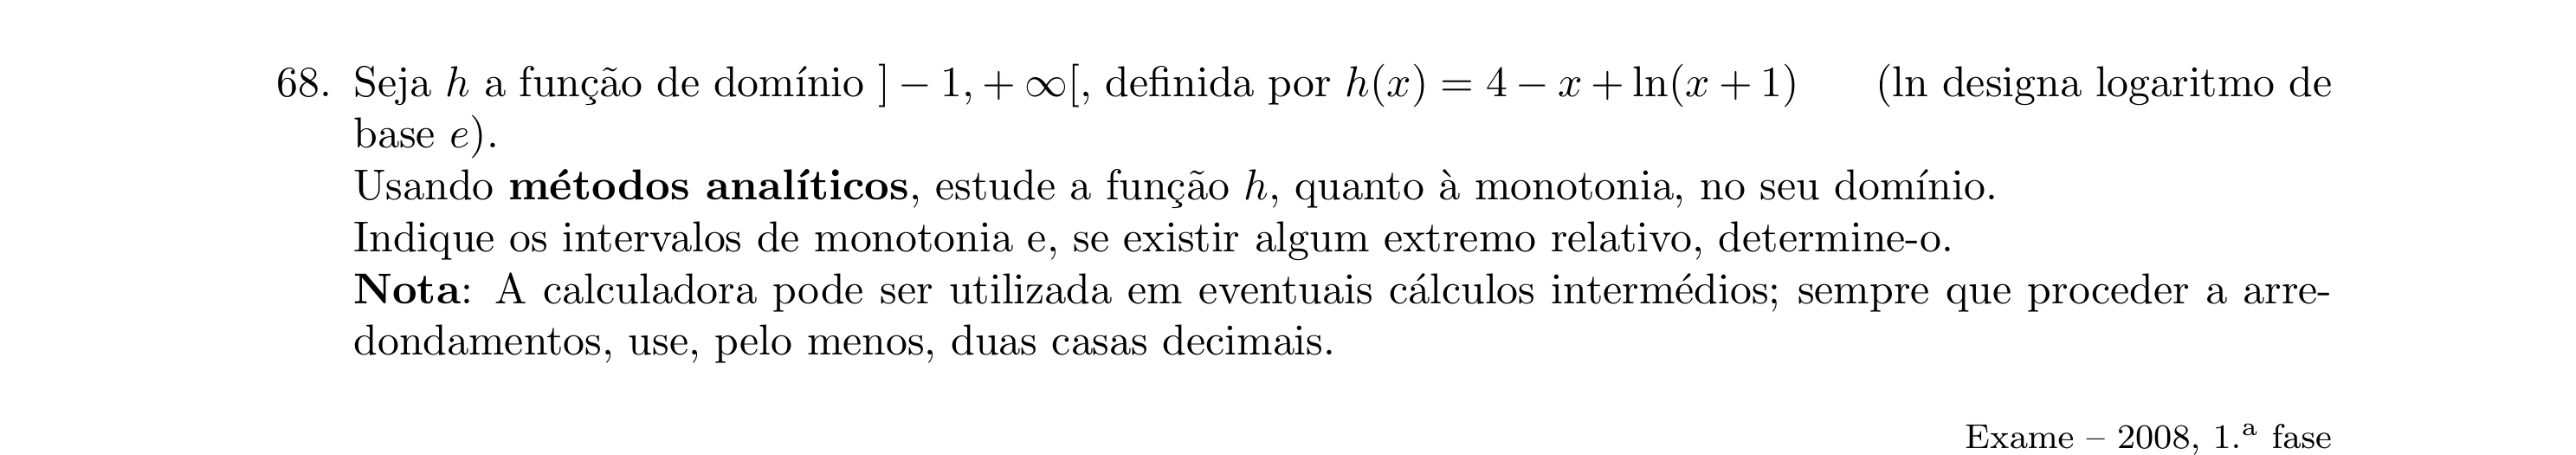 68. Seja h a função de domínio ] − 1, + ∞[, definida por h(x) = 4 − x + ln(x + 1) (ln designa logaritmo de
base e).
Usando métodos analíticos, estude a função h, quanto à monotonia, no seu domínio.
Indique os intervalos de monotonia e, se existir algum extremo relativo, determine-o.
Nota: A calculadora pode ser utilizada em eventuais cálculos intermédios; sempre que proceder a arre-
dondamentos, use, pelo menos, duas casas decimais.
Exame – 2008, 1.ª fase